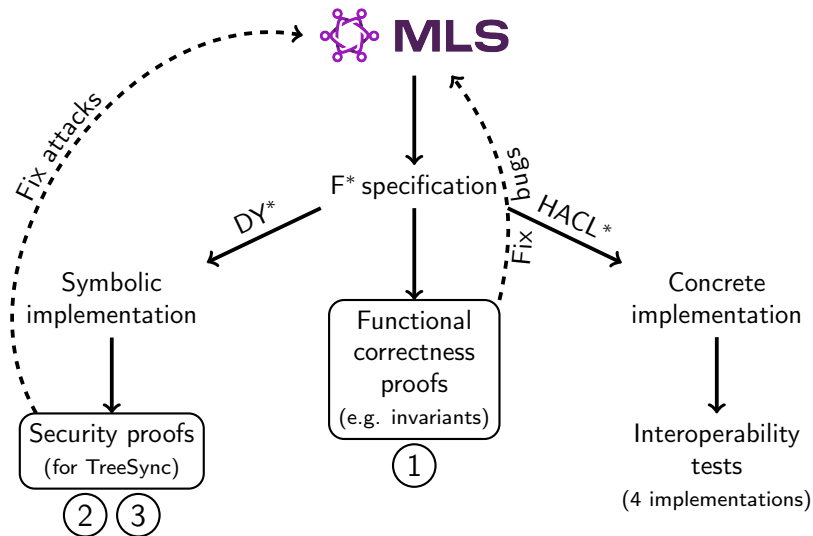 MLS
Fix attacks
Fix bugs
F* specification
DY*
HACL*
Symbolic
implementation
Functional
correctness
proofs
(e.g. invariants)
Concrete
implementation
Security proofs
(for TreeSync)
Interoperability
tests
(4 implementations)
1
2 3